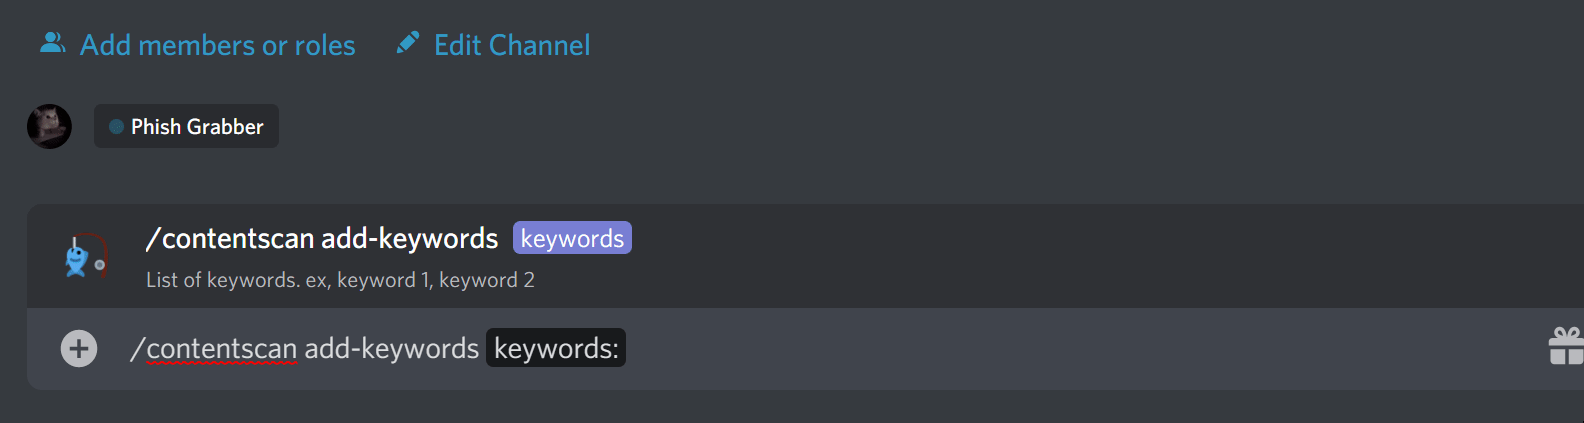 Add members or roles Edit Channel
Phish Grabber
/contentscan add-keywords keywords
List of keywords. ex, keyword 1, keyword 2
/contentscan add-keywords keywords: